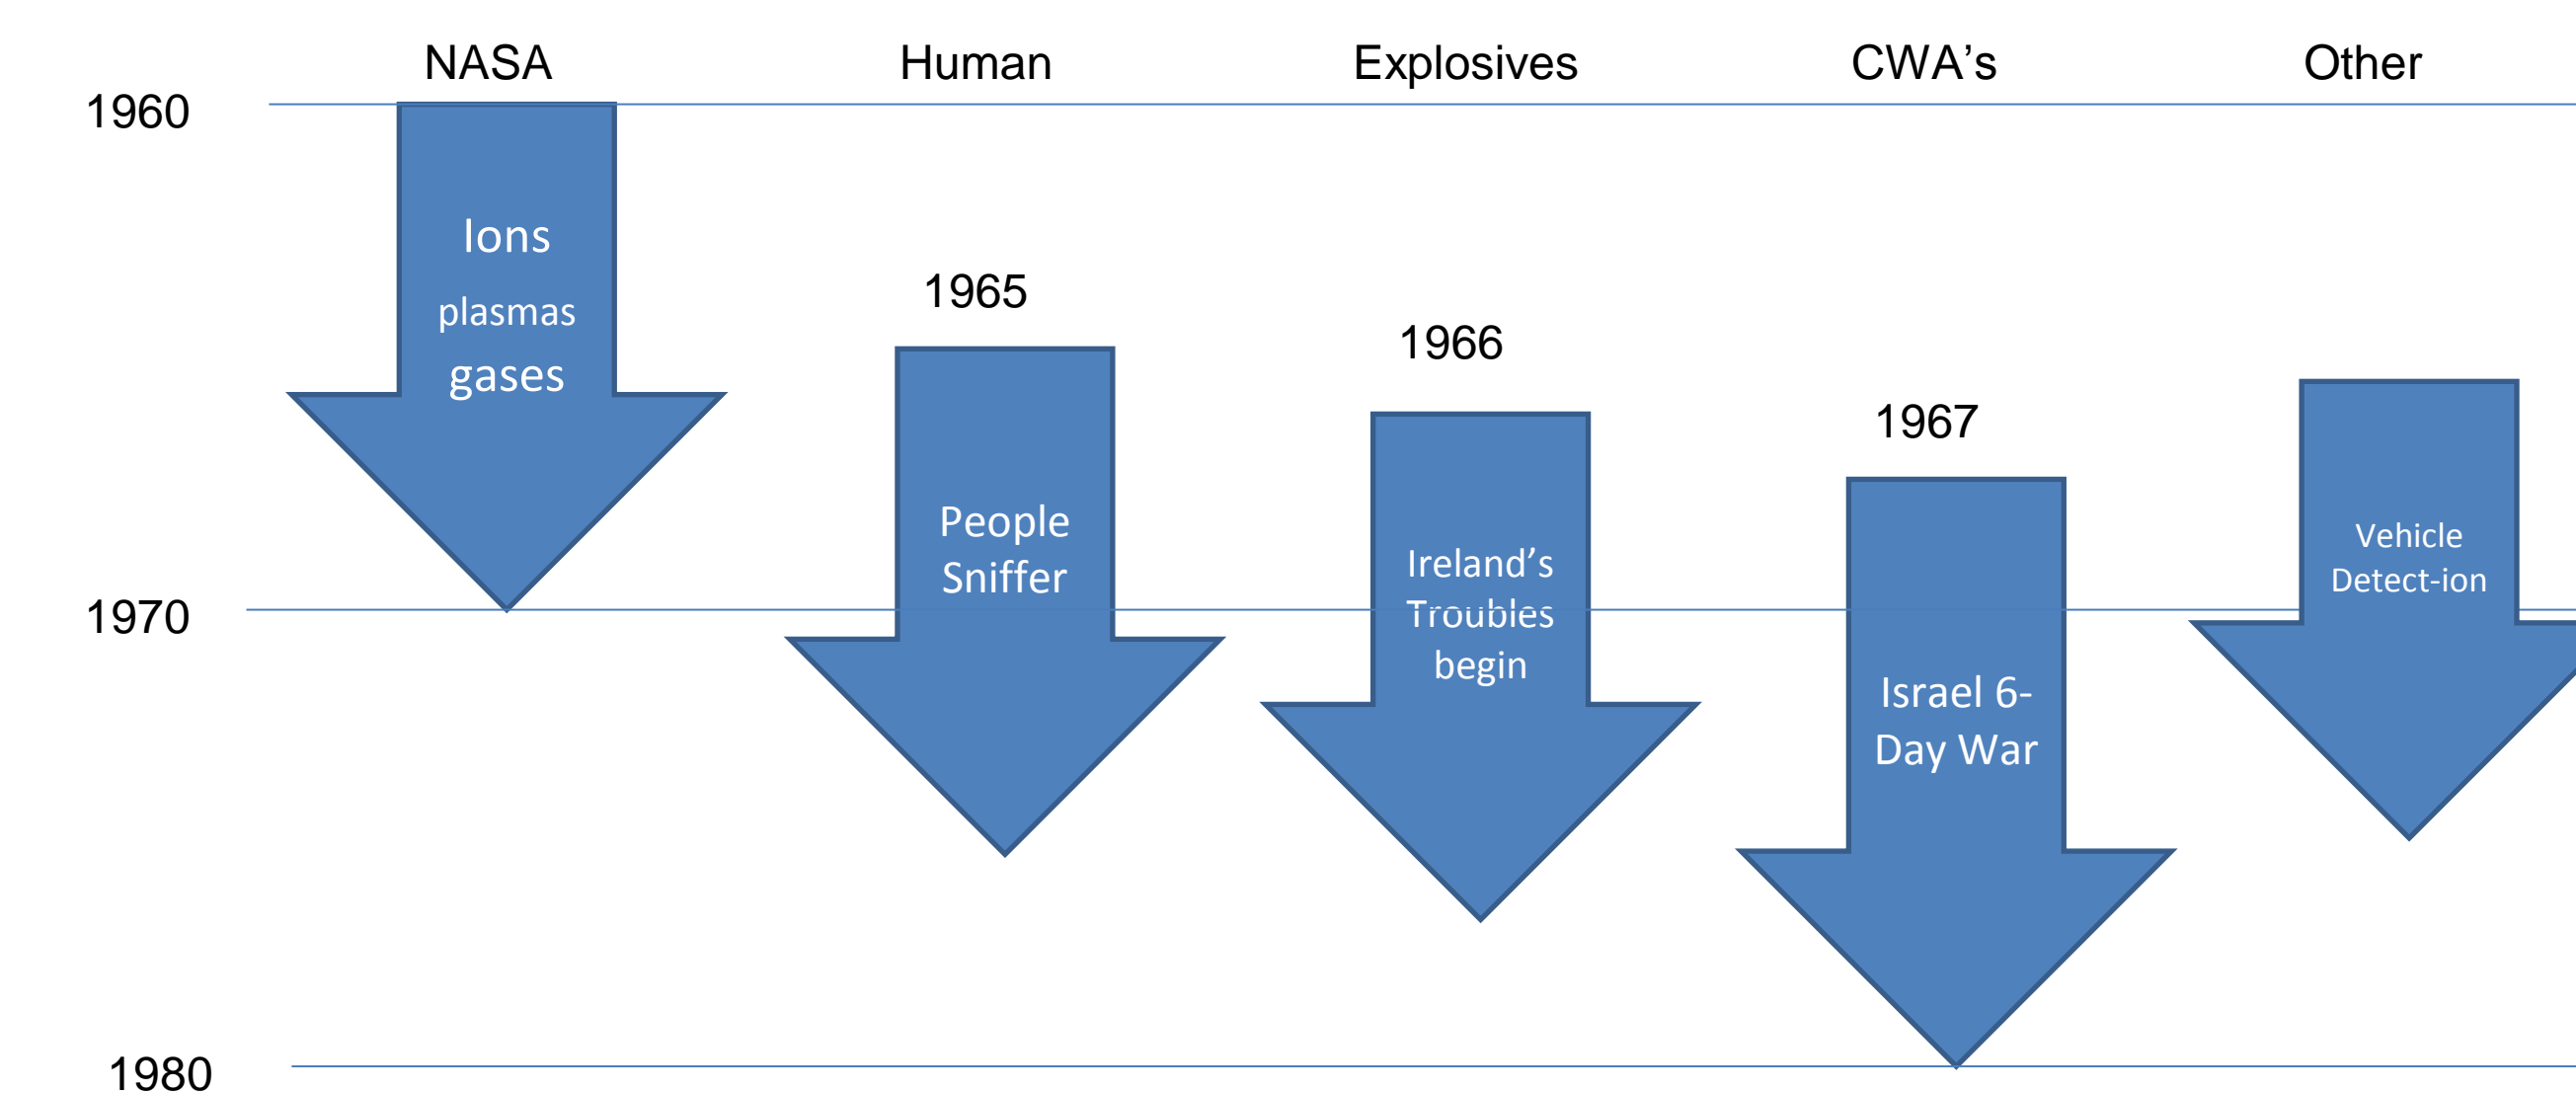 NASA
Human
Explosives
CWA's
Other
1960
Ions
plasmas
gases
1965
People
Sniffer
1966
Ireland’s
Troubles
begin
1967
Israel 6-
Day War
Vehicle
Detect-ion
1970
1980